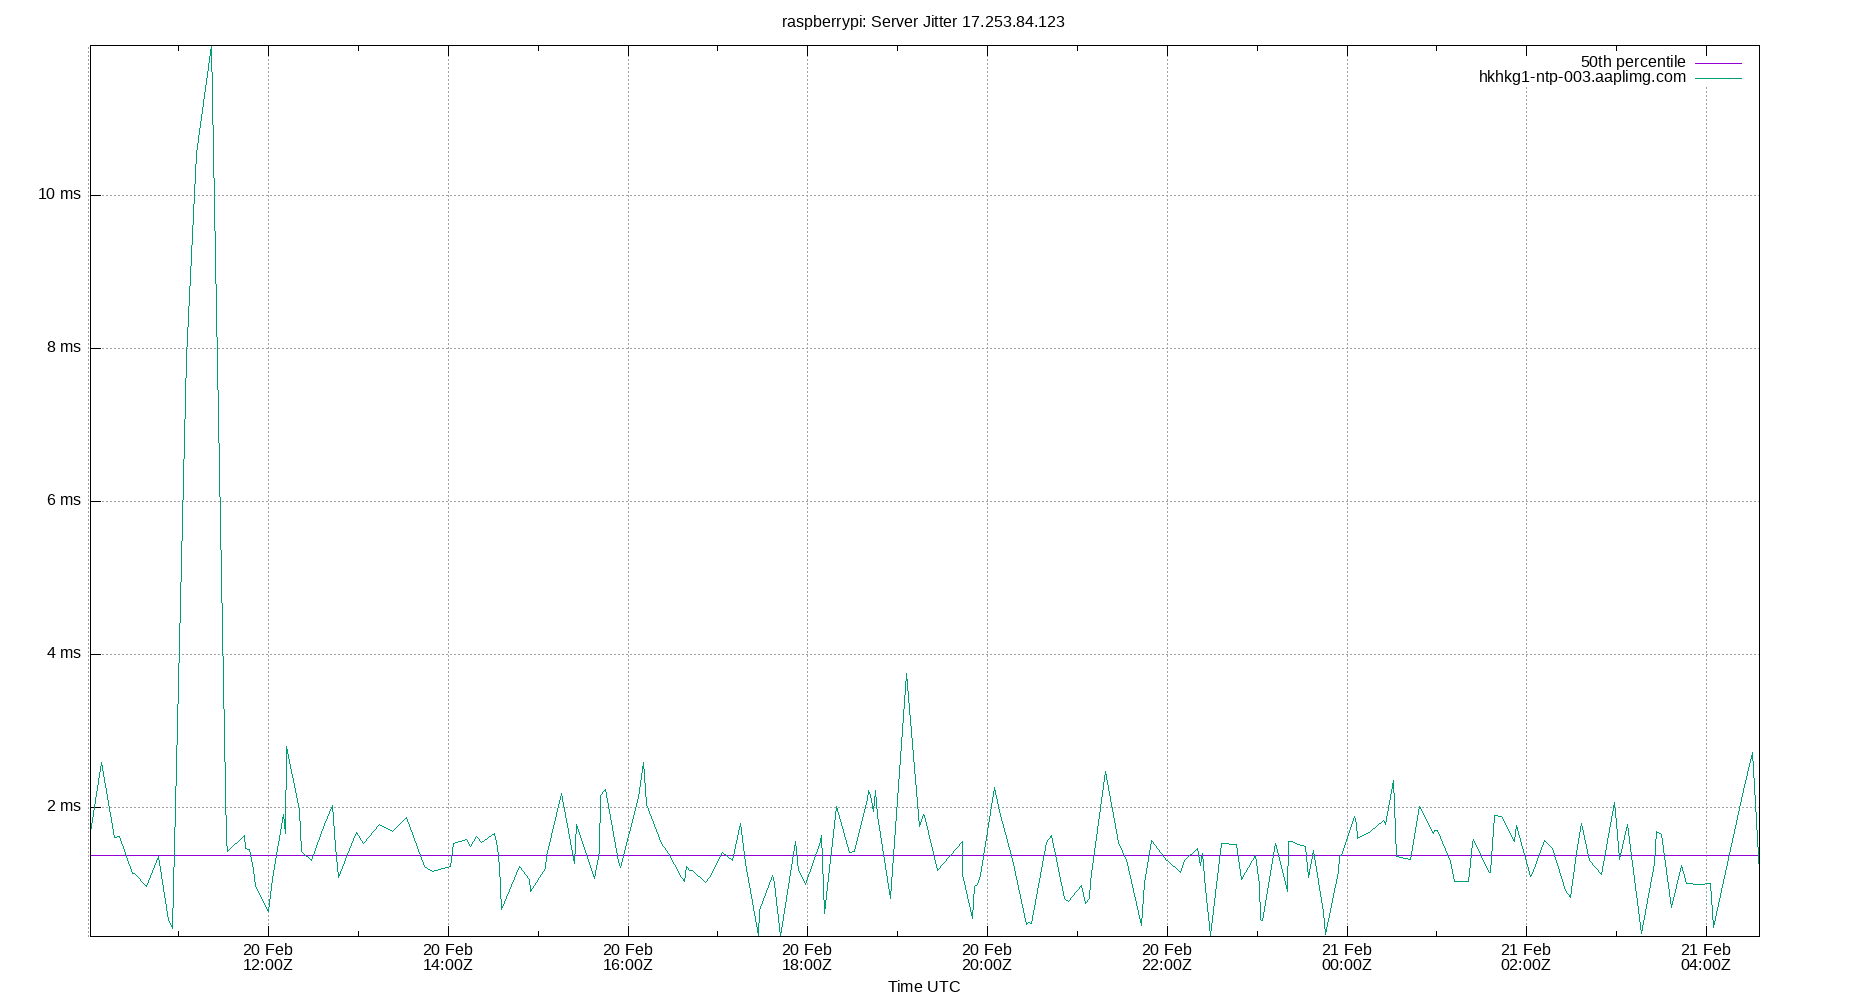 raspberrypi: Server Jitter 17.253.84.123
50th percentile
hkhkg1-ntp-003.aaplimg.com
10 ms
8 ms
6 ms
4 ms
2 ms
20 Feb
12:00Z
20 Feb
14:00Z
20 Feb
16:00Z
20 Feb
18:00Z
20 Feb
20:00Z
20 Feb
22:00Z
21 Feb
00:00Z
21 Feb
02:00Z
21 Feb
04:00Z
Time UTC